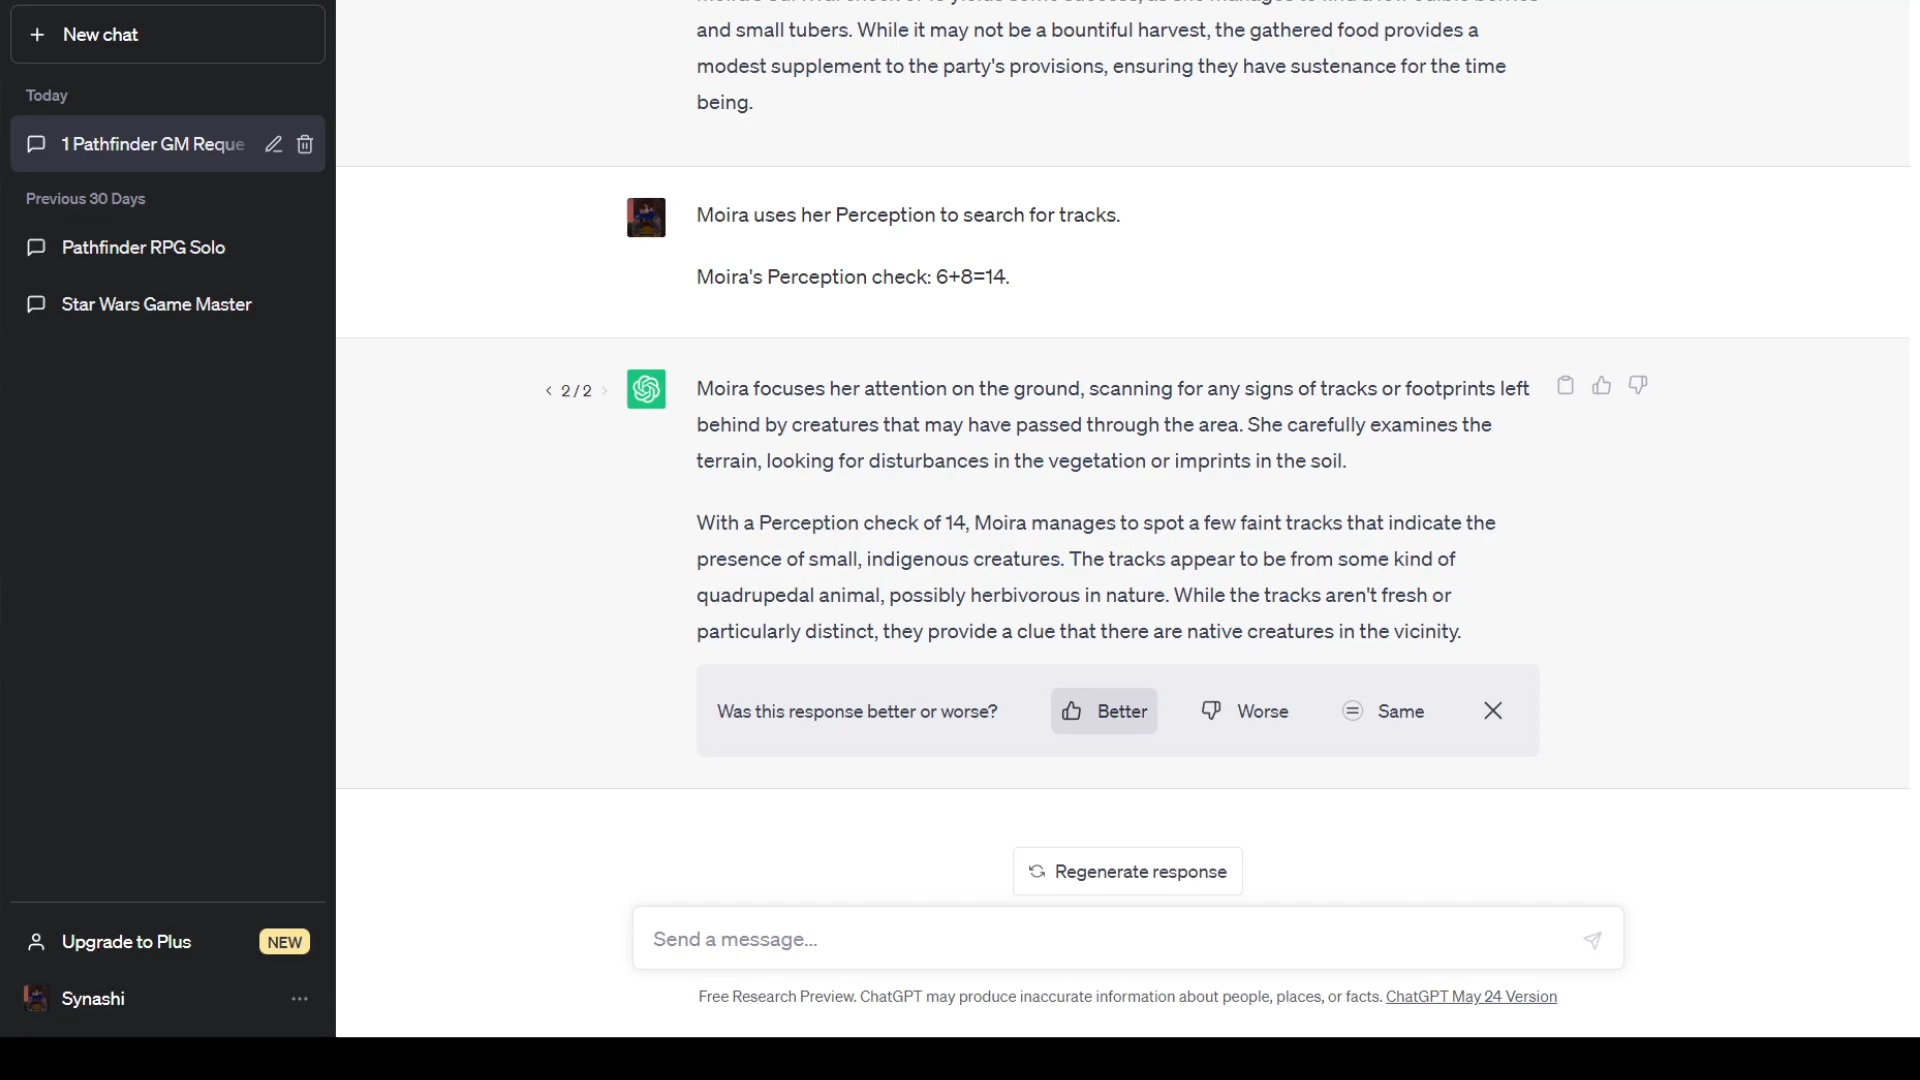 New chat
Today
1 Pathfinder GM Reque
Previous 30 Days
Pathfinder RPG Solo
Star Wars Game Master
Upgrade to Plus
NEW
Synashi
and small tubers. While it may not be a bountiful harvest, the gathered food provides a
modest supplement to the party's provisions, ensuring they have sustenance for the time
being.
Moira uses her Perception to search for tracks.
Moira's Perception check: 6+8=14.
2 / 2
Moira focuses her attention on the ground, scanning for any signs of tracks or footprints left
behind by creatures that may have passed through the area. She carefully examines the
terrain, looking for disturbances in the vegetation or imprints in the soil.
With a Perception check of 14, Moira manages to spot a few faint tracks that indicate the
presence of small, indigenous creatures. The tracks appear to be from some kind of
quadrupedal animal, possibly herbivorous in nature. While the tracks aren't fresh or
particularly distinct, they provide a clue that there are native creatures in the vicinity.
Was this response better or worse?
Better
Worse
Same
Regenerate response
Send a message...
Free Research Preview. ChatGPT may produce inaccurate information about people, places, or facts. ChatGPT May 24 Version